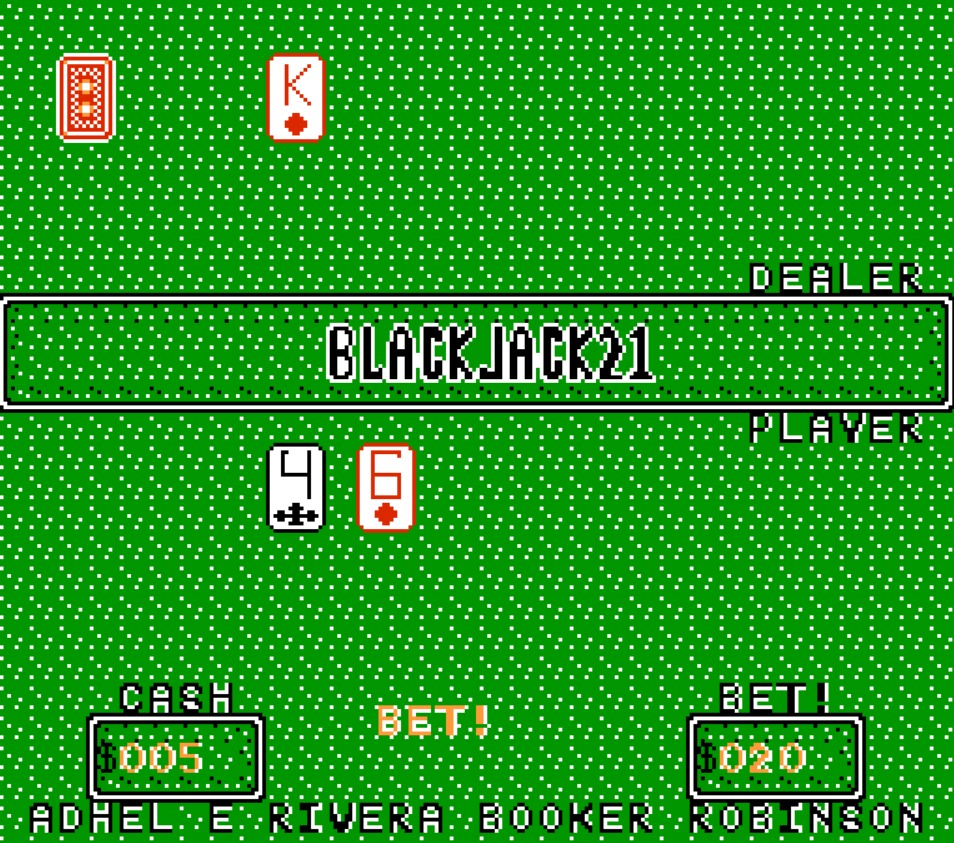 K
DEALER
BLACKJACK21
PLAYER
4 6
CASH
BET!
BET!
$005
$020
ADHEL E RIVERA BOOKER ROBINSON